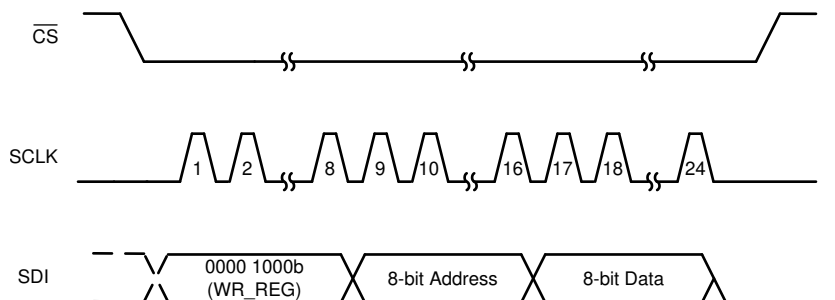 C̅S̅
SCLK 1 2 8 9 10 16 17 18 24
SDI 0000 1000b 8-bit Address 8-bit Data
(WR_REG)